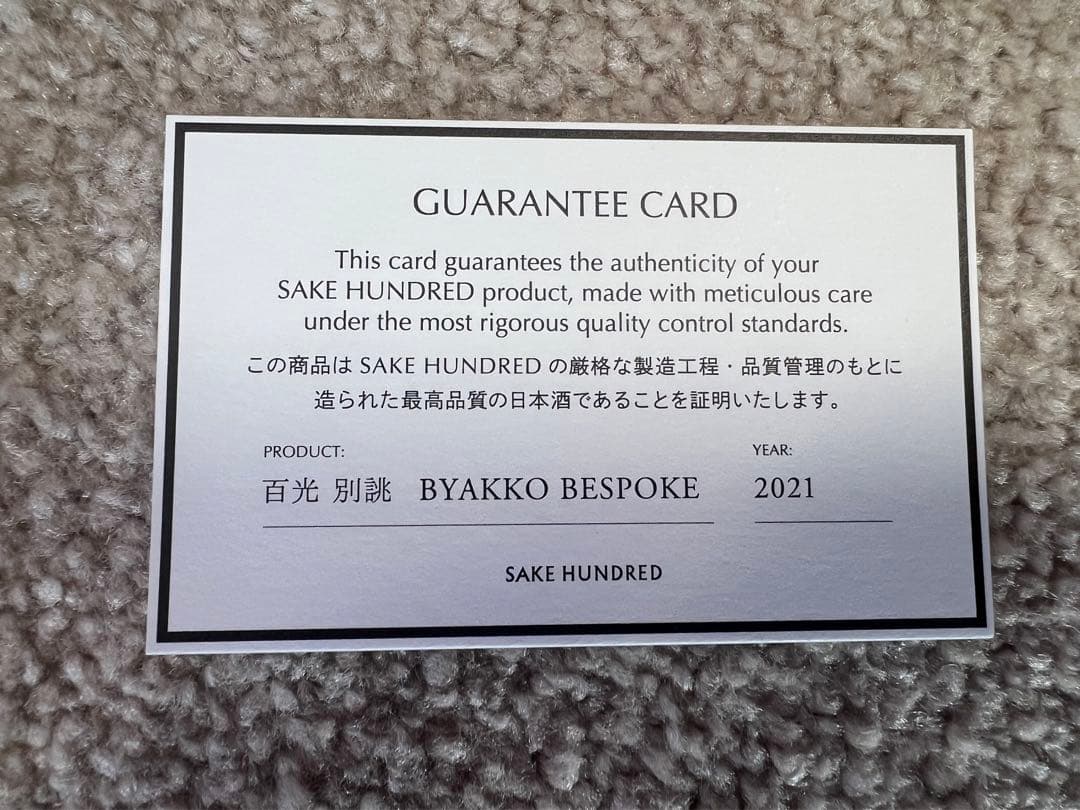 GUARANTEE CARD
This card guarantees the authenticity of your
SAKE HUNDRED product, made with meticulous care
under the most rigorous quality control standards.
この商品は SAKE HUNDRED の厳格な製造工程・品質管理のもとに
造られた最高品質の日本酒であることを証明いたします。
PRODUCT: YEAR:
百光 別誂 BYAKKO BESPOKE 2021
SAKE HUNDRED